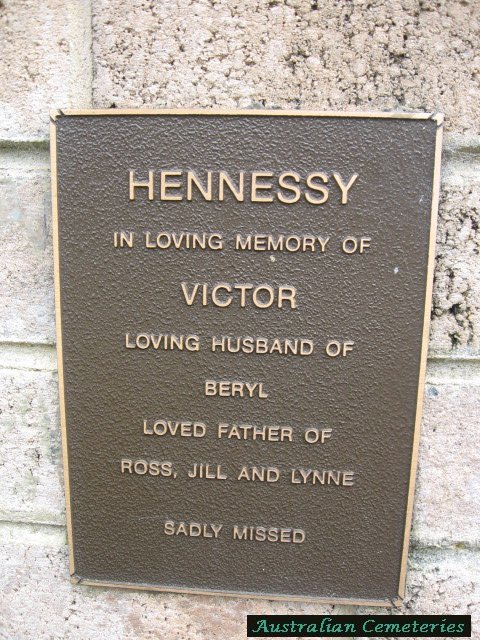 HENNESSY
IN LOVING MEMORY OF
VICTOR
LOVING HUSBAND OF
BERYL
LOVED FATHER OF
ROSS, JILL AND LYNNE
SADLY MISSED
Australian Cemeteries